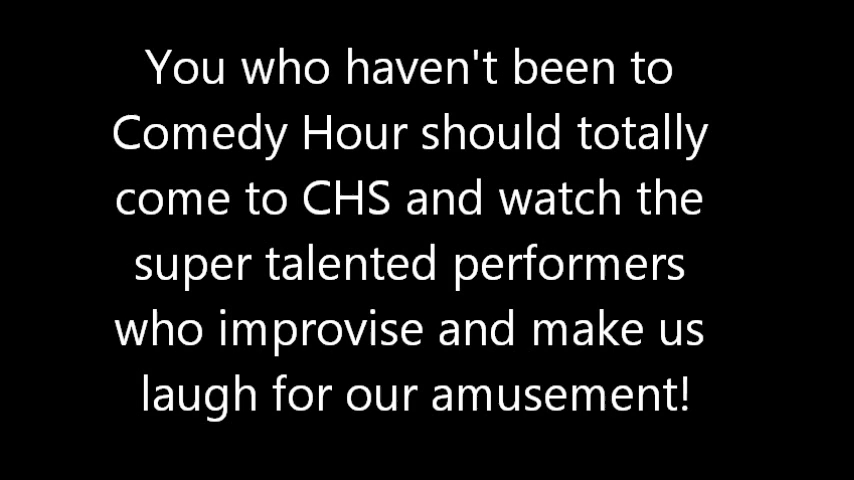 You who haven't been to
Comedy Hour should totally
come to CHS and watch the
super talented performers
who improvise and make us
laugh for our amusement!